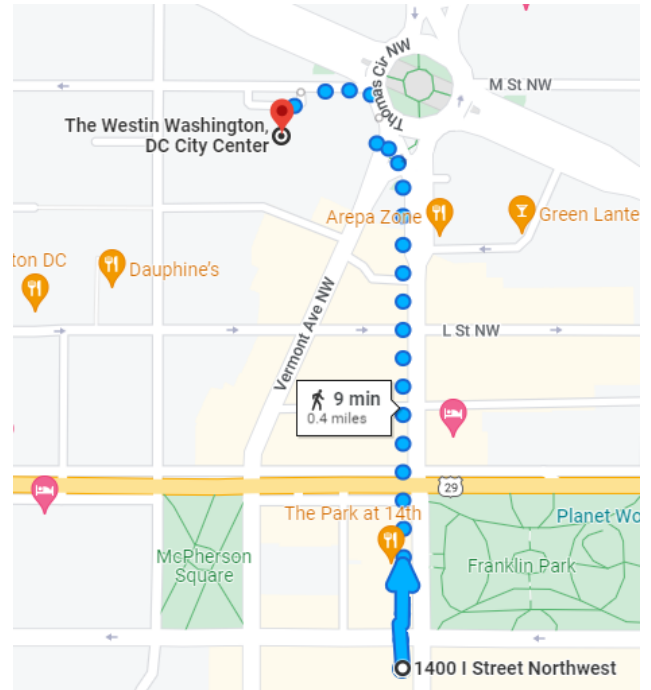 Thomas Cir NW
M St NW
The Westin Washington,
DC City Center
Arepa Zone
Green Lante
ton DC
Dauphine's
Vermont Ave NW
L St NW
9 min
0.4 miles
29
The Park at 14th
Planet Wo
McPherson
Square
Franklin Park
1400 I Street Northwest